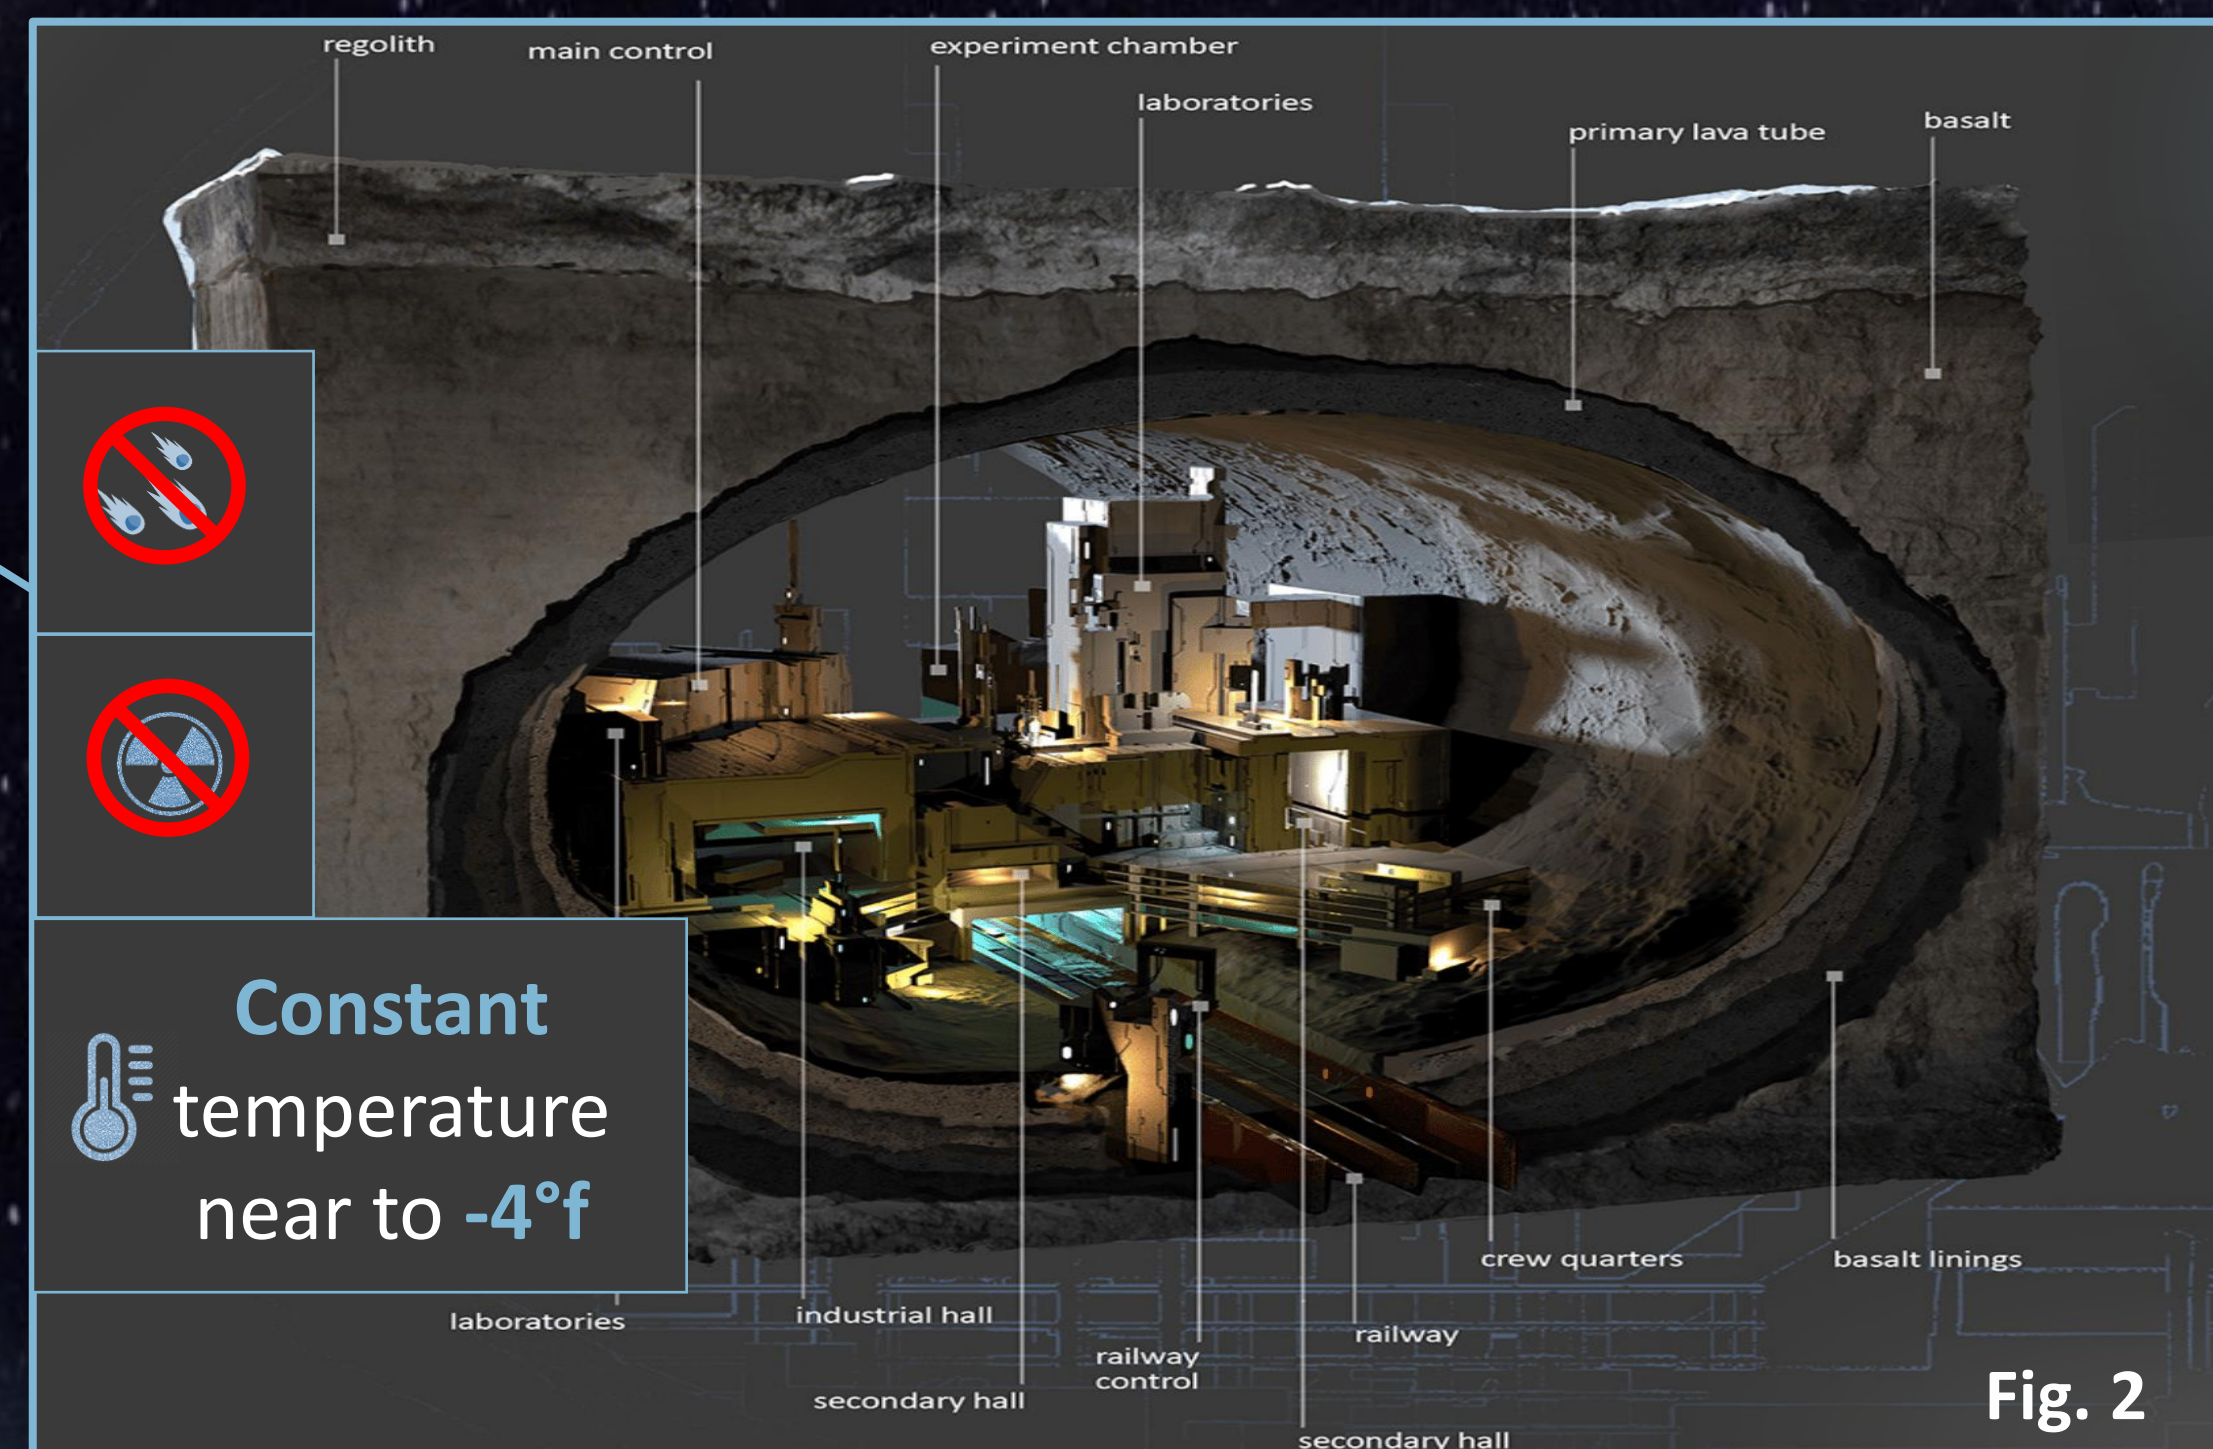 regolith
main control
experiment chamber
laboratories
primary lava tube
basalt
Constant
temperature
near to -4°f
crew quarters
basalt linings
laboratories
industrial hall
railway
railway
control
secondary hall
secondary hall
Fig. 2